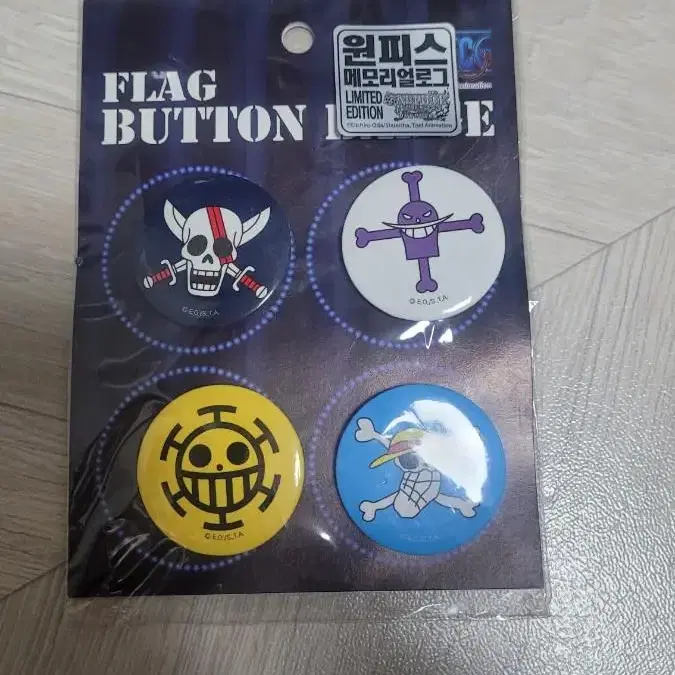 FLAG
BUTTON
E
원피스
메모리얼로그
LIMITED
EDITION
©E.O./S.,T.A.
©E.O./S.,T.A.
©E.O./S.,T.A.